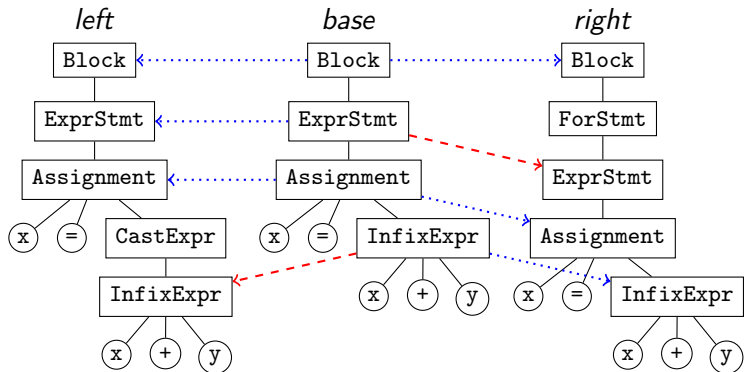 left base right
Block Block Block
ExprStmt ExprStmt ForStmt
Assignment Assignment ExprStmt
x = CastExpr x = InfixExpr Assignment
InfixExpr x + y x = InfixExpr
x + y x + y